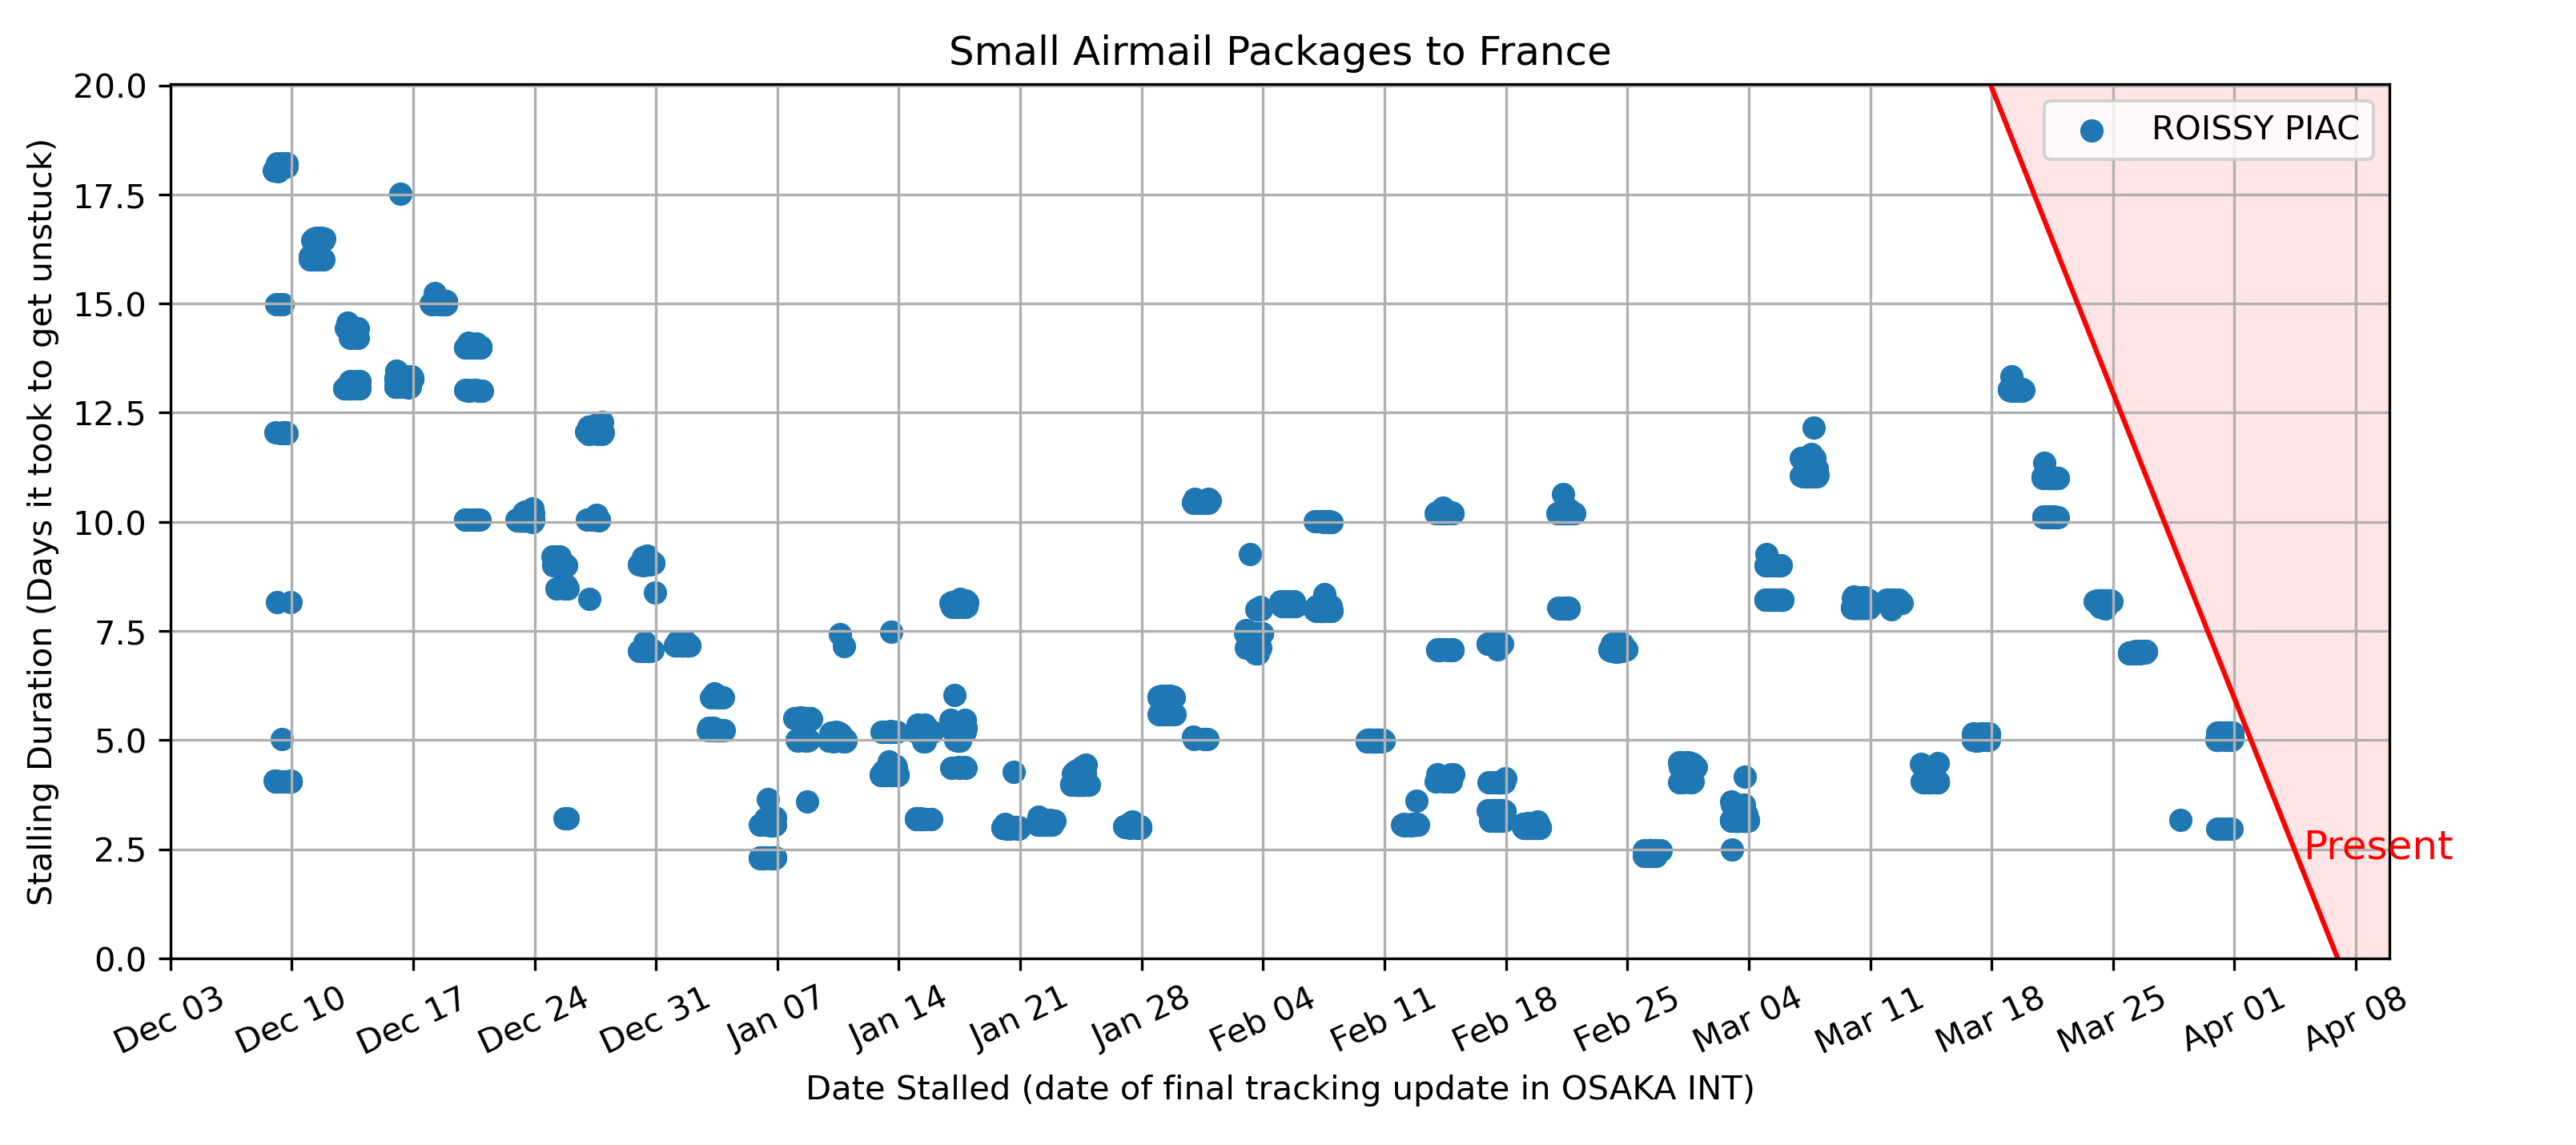 Small Airmail Packages to France
Stalling Duration (Days it took to get unstuck)
20.0
17.5
15.0
12.5
10.0
7.5
5.0
2.5
0.0
ROISSY PIAC
Present
Dec 03 Dec 10 Dec 17 Dec 24 Dec 31 Jan 07 Jan 14 Jan 21 Jan 28 Feb 04 Feb 11 Feb 18 Feb 25 Mar 04 Mar 11 Mar 18 Mar 25 Apr 01 Apr 08
Date Stalled (date of final tracking update in OSAKA INT)